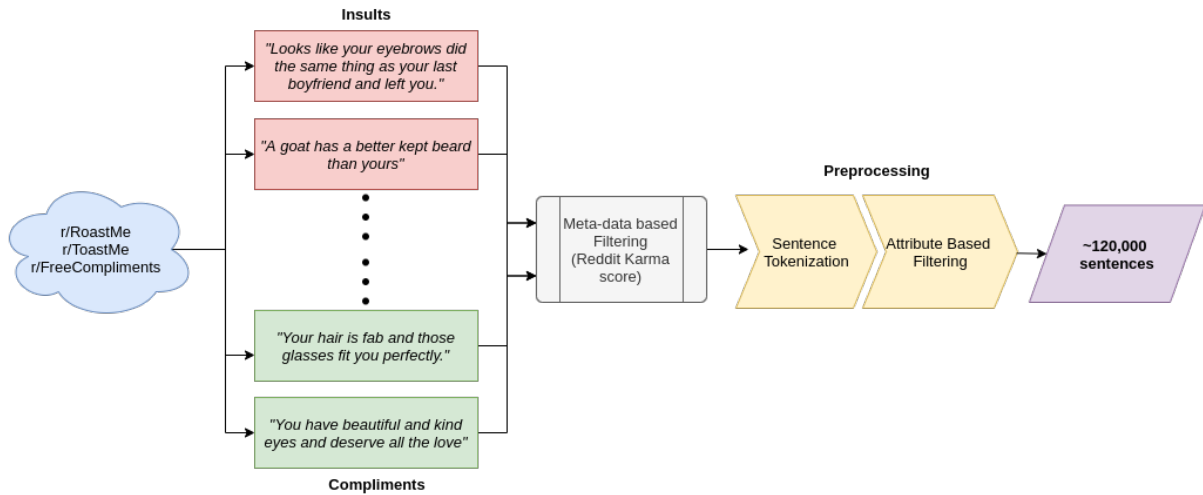 Insults
"Looks like your eyebrows did
the same thing as your last
boyfriend and left you."
"A goat has a better kept beard
than yours"
r/RoastMe
r/ToastMe
r/FreeCompliments
"Your hair is fab and those
glasses fit you perfectly."
"You have beautiful and kind
eyes and deserve all the love"
Compliments
Meta-data based
Filtering
(Reddit Karma
score)
Preprocessing
Sentence
Tokenization
Attribute Based
Filtering
~120,000
sentences